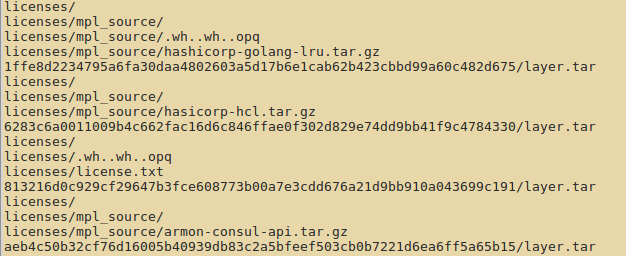 licenses/
licenses/mpl_source/
licenses/mpl_source/.wh..wh..opq
licenses/mpl_source/hashicorp-golang-lru.tar.gz
1ffe8d2234795a6fa30daa4802603a5d17b6e1cab62b423cbbd99a60c482d675/layer.tar
licenses/
licenses/mpl_source/
licenses/mpl_source/hasicorp-hcl.tar.gz
6283c6a0011009b4c662fac16d6c846ffae0f302d829e74dd9bb41f9c4784330/layer.tar
licenses/
licenses/.wh..wh..opq
licenses/license.txt
813216d0c929cf29647b3fce608773b00a7e3cdd676a21d9bb910a043699c191/layer.tar
licenses/
licenses/mpl_source/
licenses/mpl_source/armon-consul-api.tar.gz
aeb4c50b32cf76d16005b40939db83c2a5bfeef503cb0b7221d6ea6ff5a65b15/layer.tar